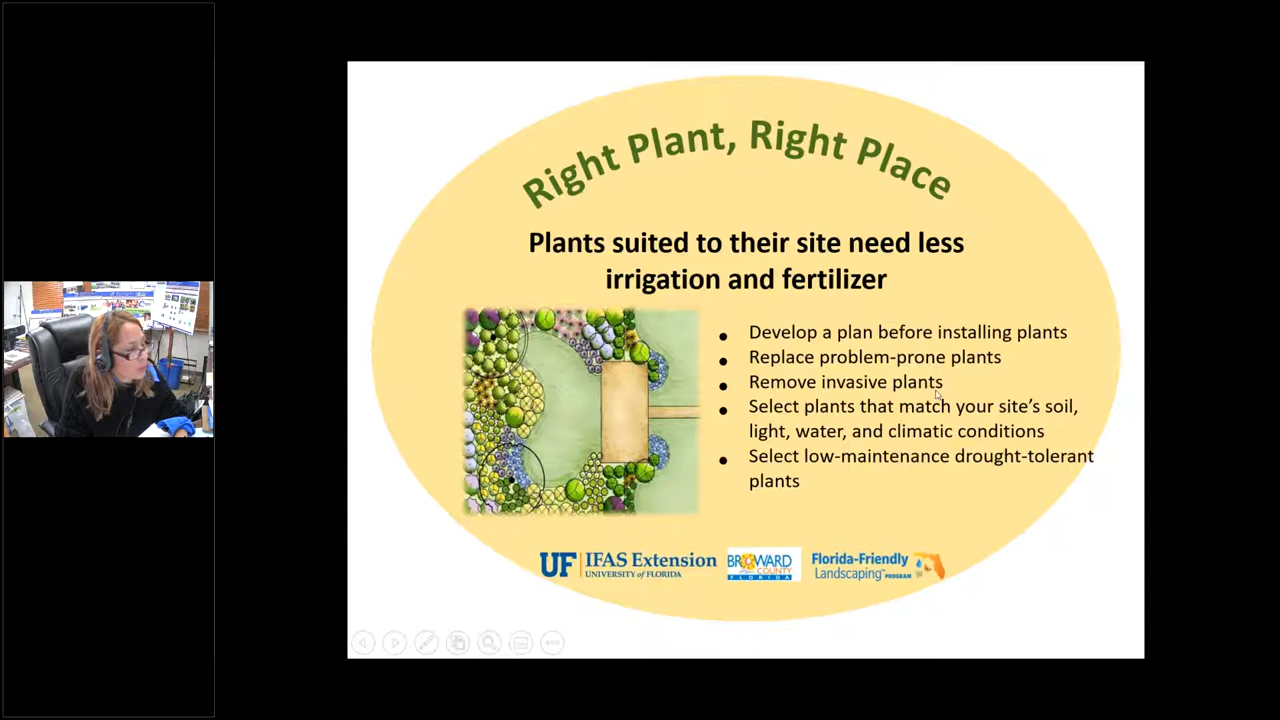 Right Plant, Right Place
Plants suited to their site need less
irrigation and fertilizer
• Develop a plan before installing plants
• Replace problem-prone plants
• Remove invasive plants
• Select plants that match your site's soil,
light, water, and climatic conditions
• Select low-maintenance drought-tolerant
plants
UF IFAS Extension
UNIVERSITY of FLORIDA
BROWARD
COUNTY
FLORIDA
Florida-Friendly
Landscaping™ PROGRAM